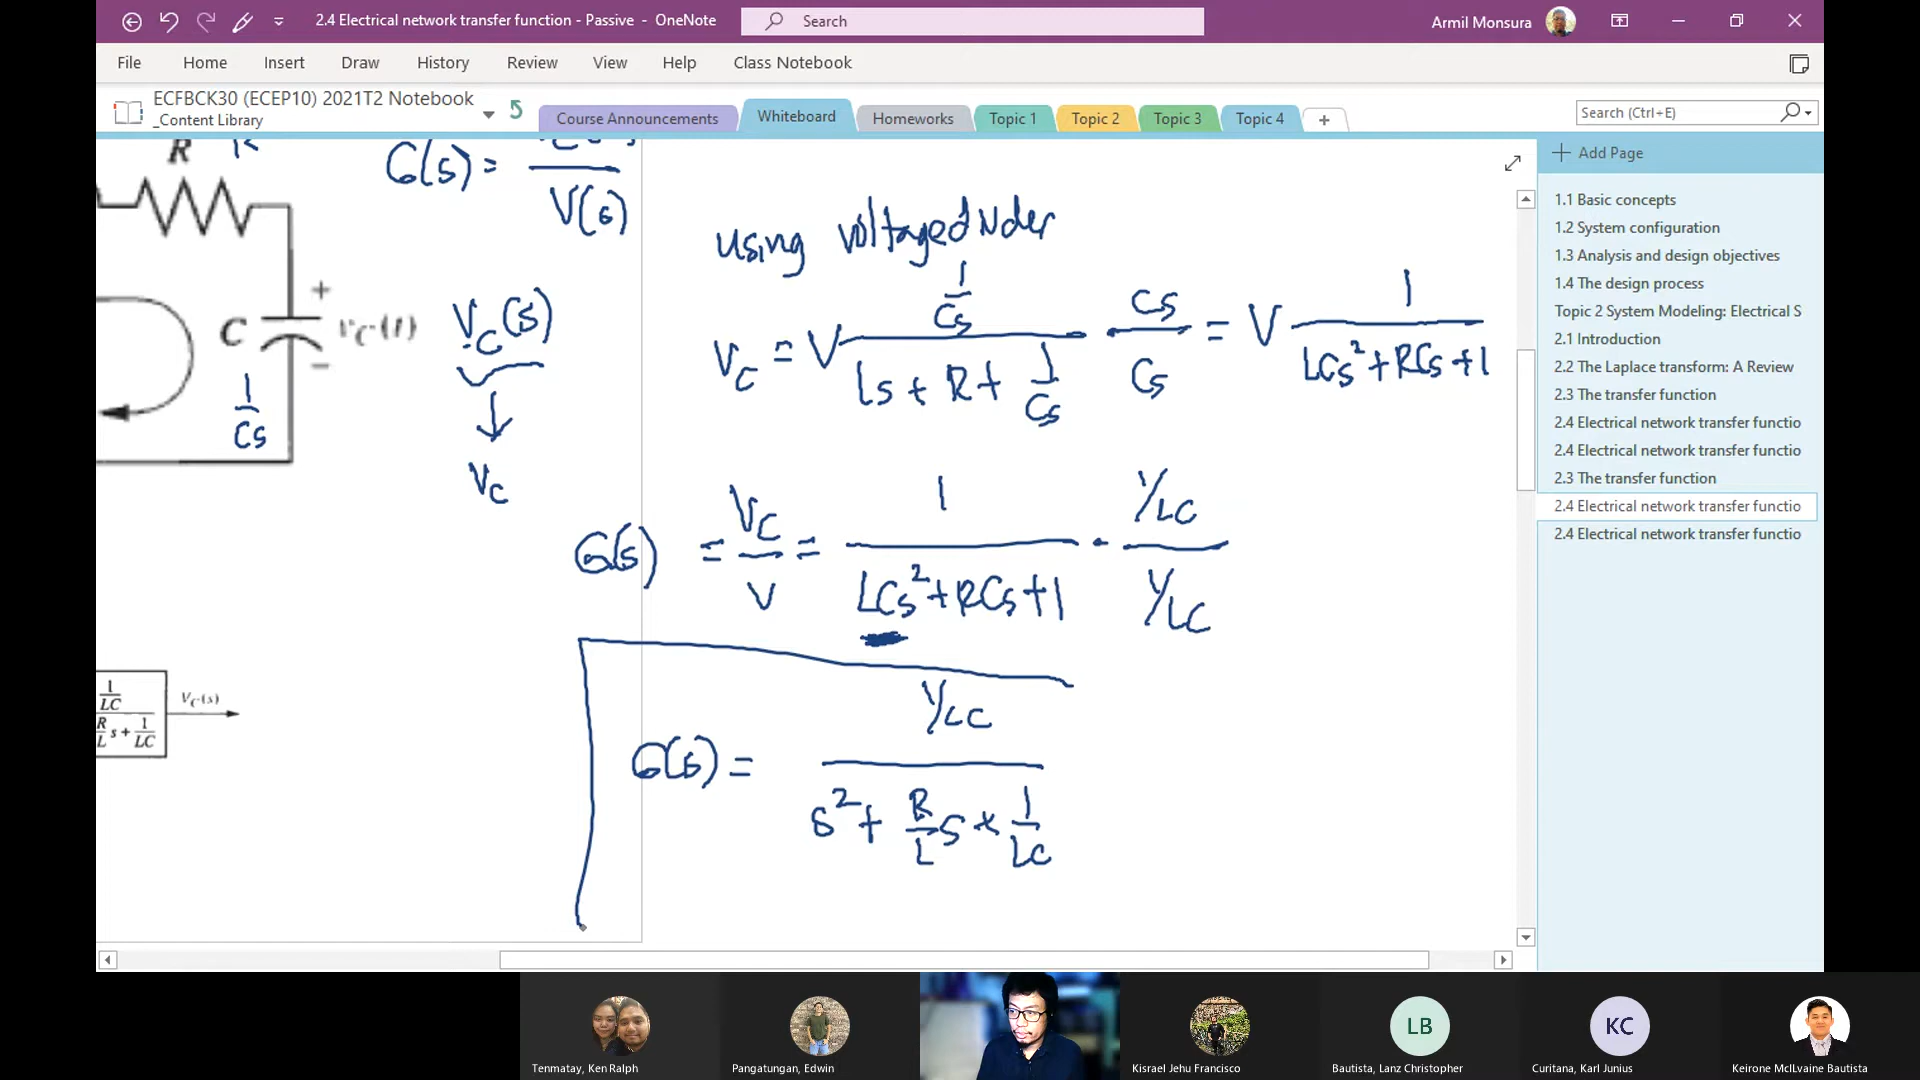 2.4 Electrical network transfer function - Passive - OneNote
Search
Armil Monsura
File Home Insert Draw History Review View Help Class Notebook
ECFBCK30 (ECEP10) 2021T2 Notebook
_Content Library
Course Announcements Whiteboard Homeworks Topic 1 Topic 2 Topic 3 Topic 4 +
Search (Ctrl+E)
Add Page
1.1 Basic concepts
1.2 System configuration
1.3 Analysis and design objectives
1.4 The design process
Topic 2 System Modeling: Electrical S
2.1 Introduction
2.2 The Laplace transform: A Review
2.3 The transfer function
2.4 Electrical network transfer functio
2.4 Electrical network transfer functio
2.3 The transfer function
2.4 Electrical network transfer functio
2.4 Electrical network transfer functio
R
G(s) =
V(s)
+
C
vC(t)
−
1
Cs
VC(s)
↓
VC
using voltage divider
VC = V (1/Cs) / (Ls + R + 1/Cs) Cs/Cs = V 1/(LCs² + RCs + 1)
G(s) = VC/V = 1/(LCs² + RCs + 1) · (1/LC)/(1/LC)
G(s) = (1/LC) / (s² + R/L s + 1/LC)
1
LC
R
L
s +
1
LC
VC(s)
Tenmatay, Ken Ralph
Pangatungan, Edwin
Kisrael Jehu Francisco
LB
Bautista, Lanz Christopher
KC
Curitana, Karl Junius
Keirone McIlvaine Bautista